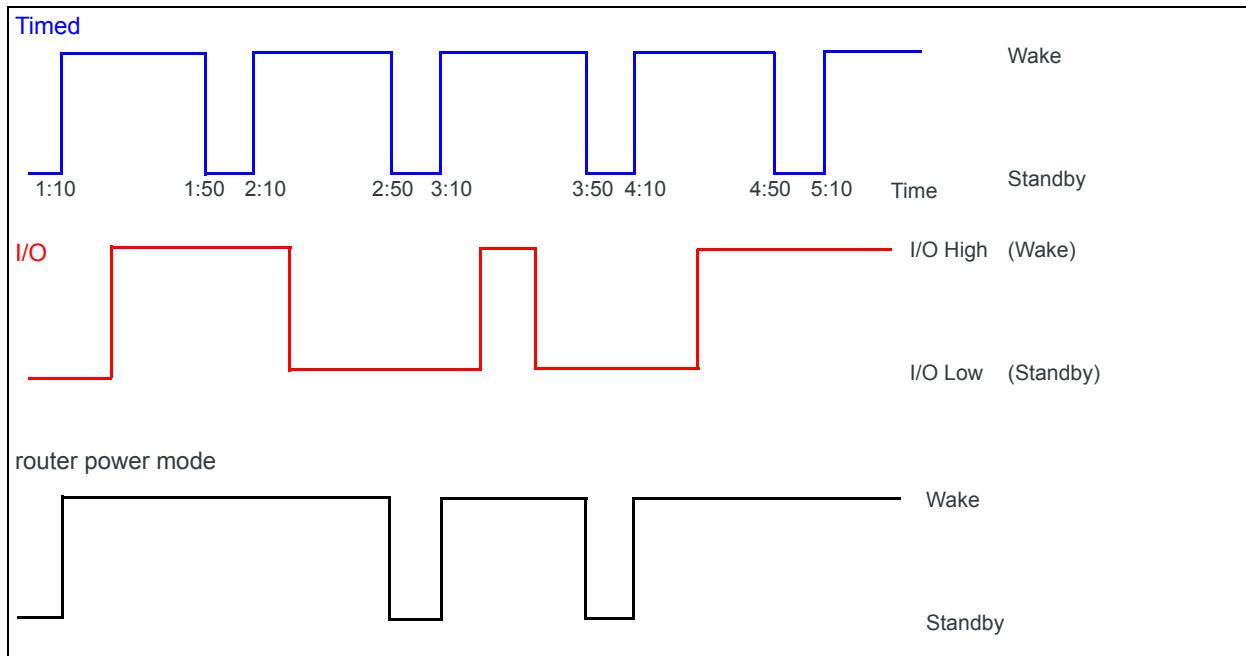 Timed
Wake
Standby
1:10 1:50 2:10 2:50 3:10 3:50 4:10 4:50 5:10 Time
I/O
I/O High (Wake)
I/O Low (Standby)
router power mode
Wake
Standby